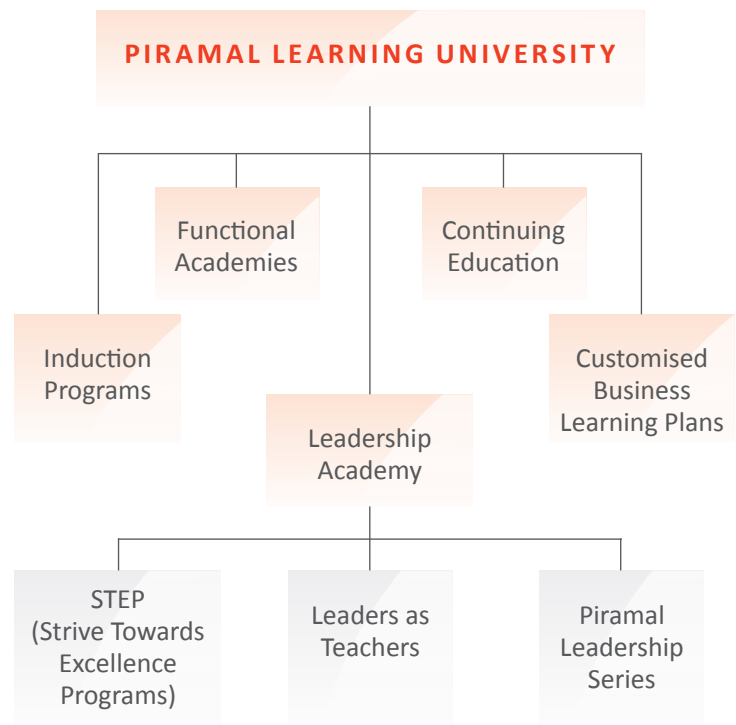 PIRAMAL LEARNING UNIVERSITY
Functional
Academies
Continuing
Education
Induction
Programs
Customised
Business
Learning Plans
Leadership
Academy
STEP
(Strive Towards
Excellence
Programs)
Leaders as
Teachers
Piramal
Leadership
Series